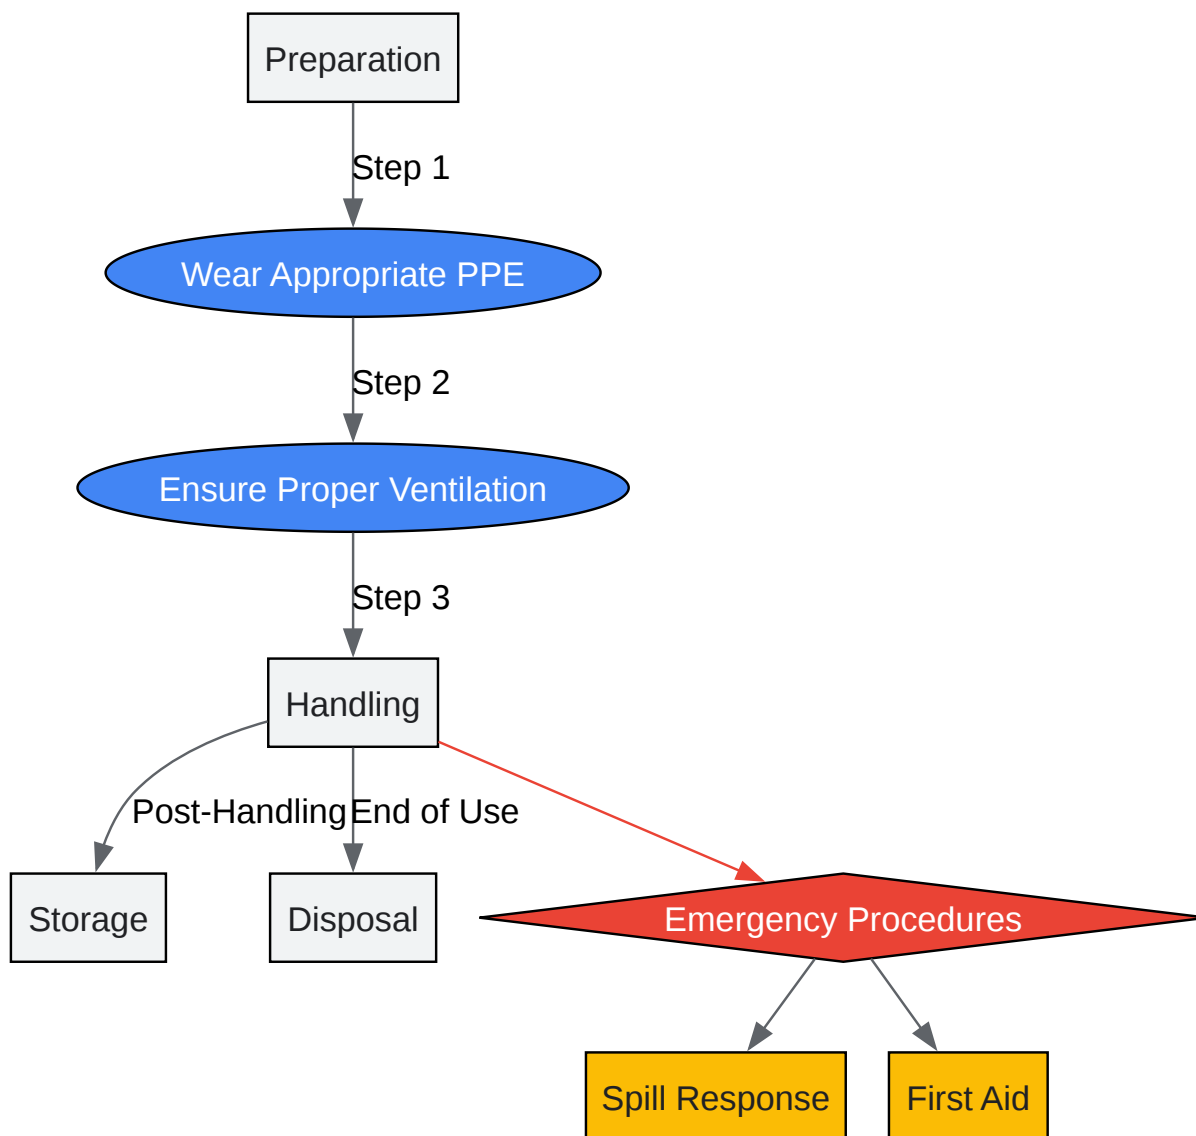 Preparation
Step 1
Wear Appropriate PPE
Step 2
Ensure Proper Ventilation
Step 3
Handling
Post-Handling
End of Use
Storage
Disposal
Emergency Procedures
Spill Response
First Aid